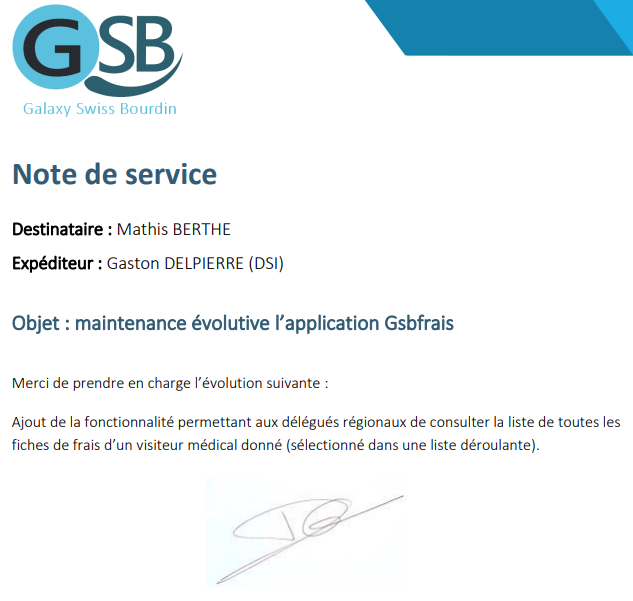 GSB
Galaxy Swiss Bourdin
Note de service
Destinataire : Mathis BERTHE
Expéditeur : Gaston DELPIERRE (DSI)
Objet : maintenance évolutive l’application Gsbfrais
Merci de prendre en charge l’évolution suivante :
Ajout de la fonctionnalité permettant aux délégués régionaux de consulter la liste de toutes les
fiches de frais d’un visiteur médical donné (sélectionné dans une liste déroulante).